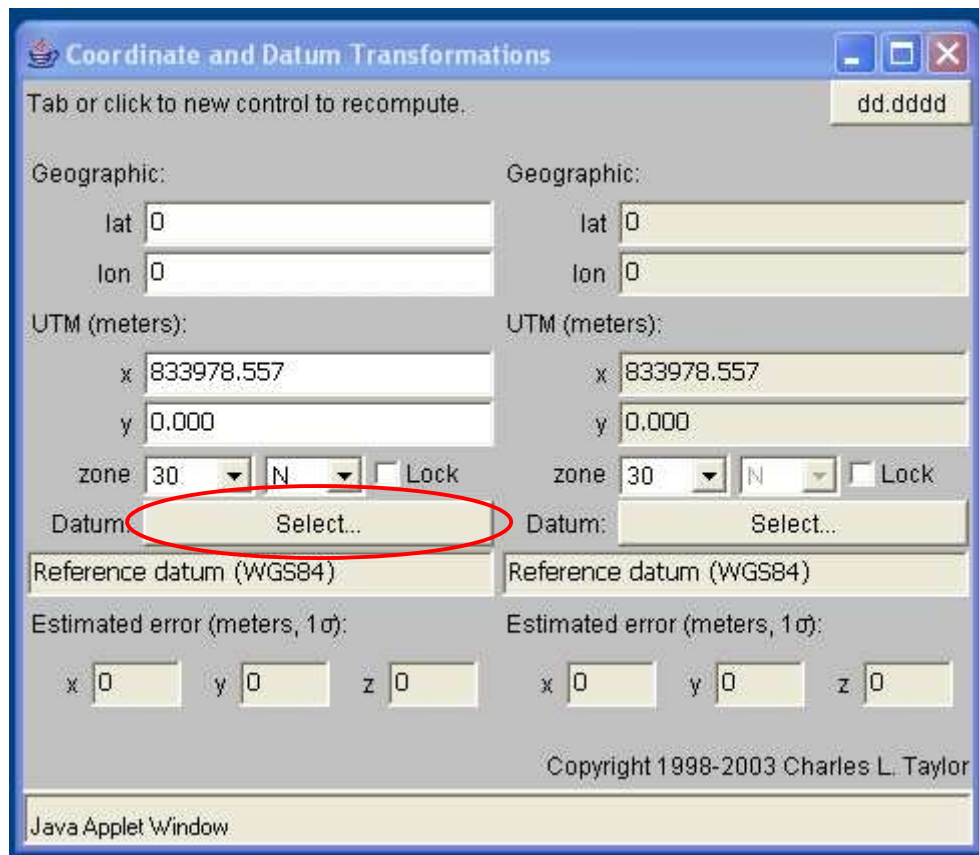 Coordinate and Datum Transformations
Tab or click to new control to recompute.
dd.dddd
Geographic:
lat 0
lon 0
UTM (meters):
x 833978.557
y 0.000
zone 30 N Lock
Datum: Select...
Reference datum (WGS84)
Estimated error (meters, 1σ):
x 0 y 0 z 0
Geographic:
lat 0
lon 0
UTM (meters):
x 833978.557
y 0.000
zone 30 N Lock
Datum: Select...
Reference datum (WGS84)
Estimated error (meters, 1σ):
x 0 y 0 z 0
Copyright 1998-2003 Charles L. Taylor
Java Applet Window